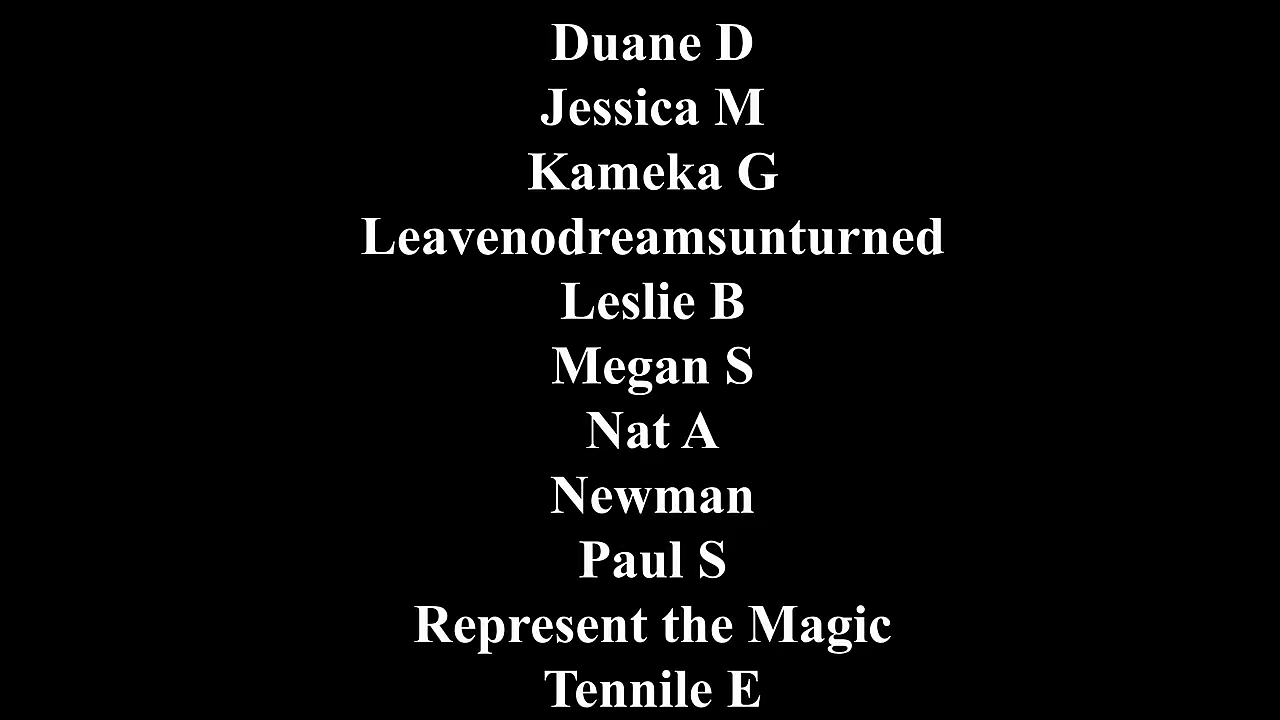 Duane D
Jessica M
Kameka G
Leavenodreamsunturned
Leslie B
Megan S
Nat A
Newman
Paul S
Represent the Magic
Tennile E